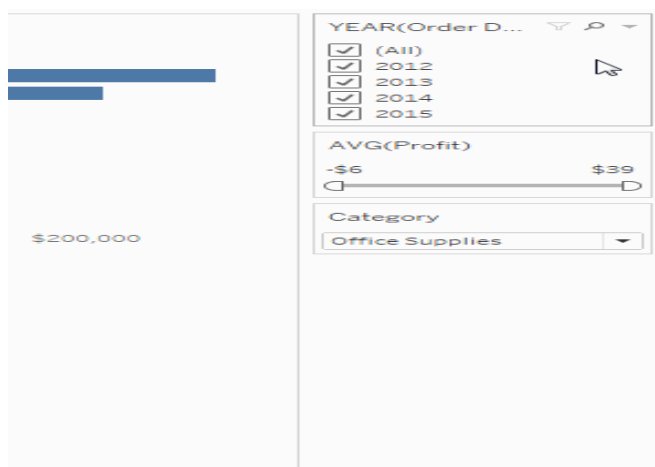 YEAR(Order D...
(All)
2012
2013
2014
2015
AVG(Profit)
-$6 $39
Category
Office Supplies
$200,000